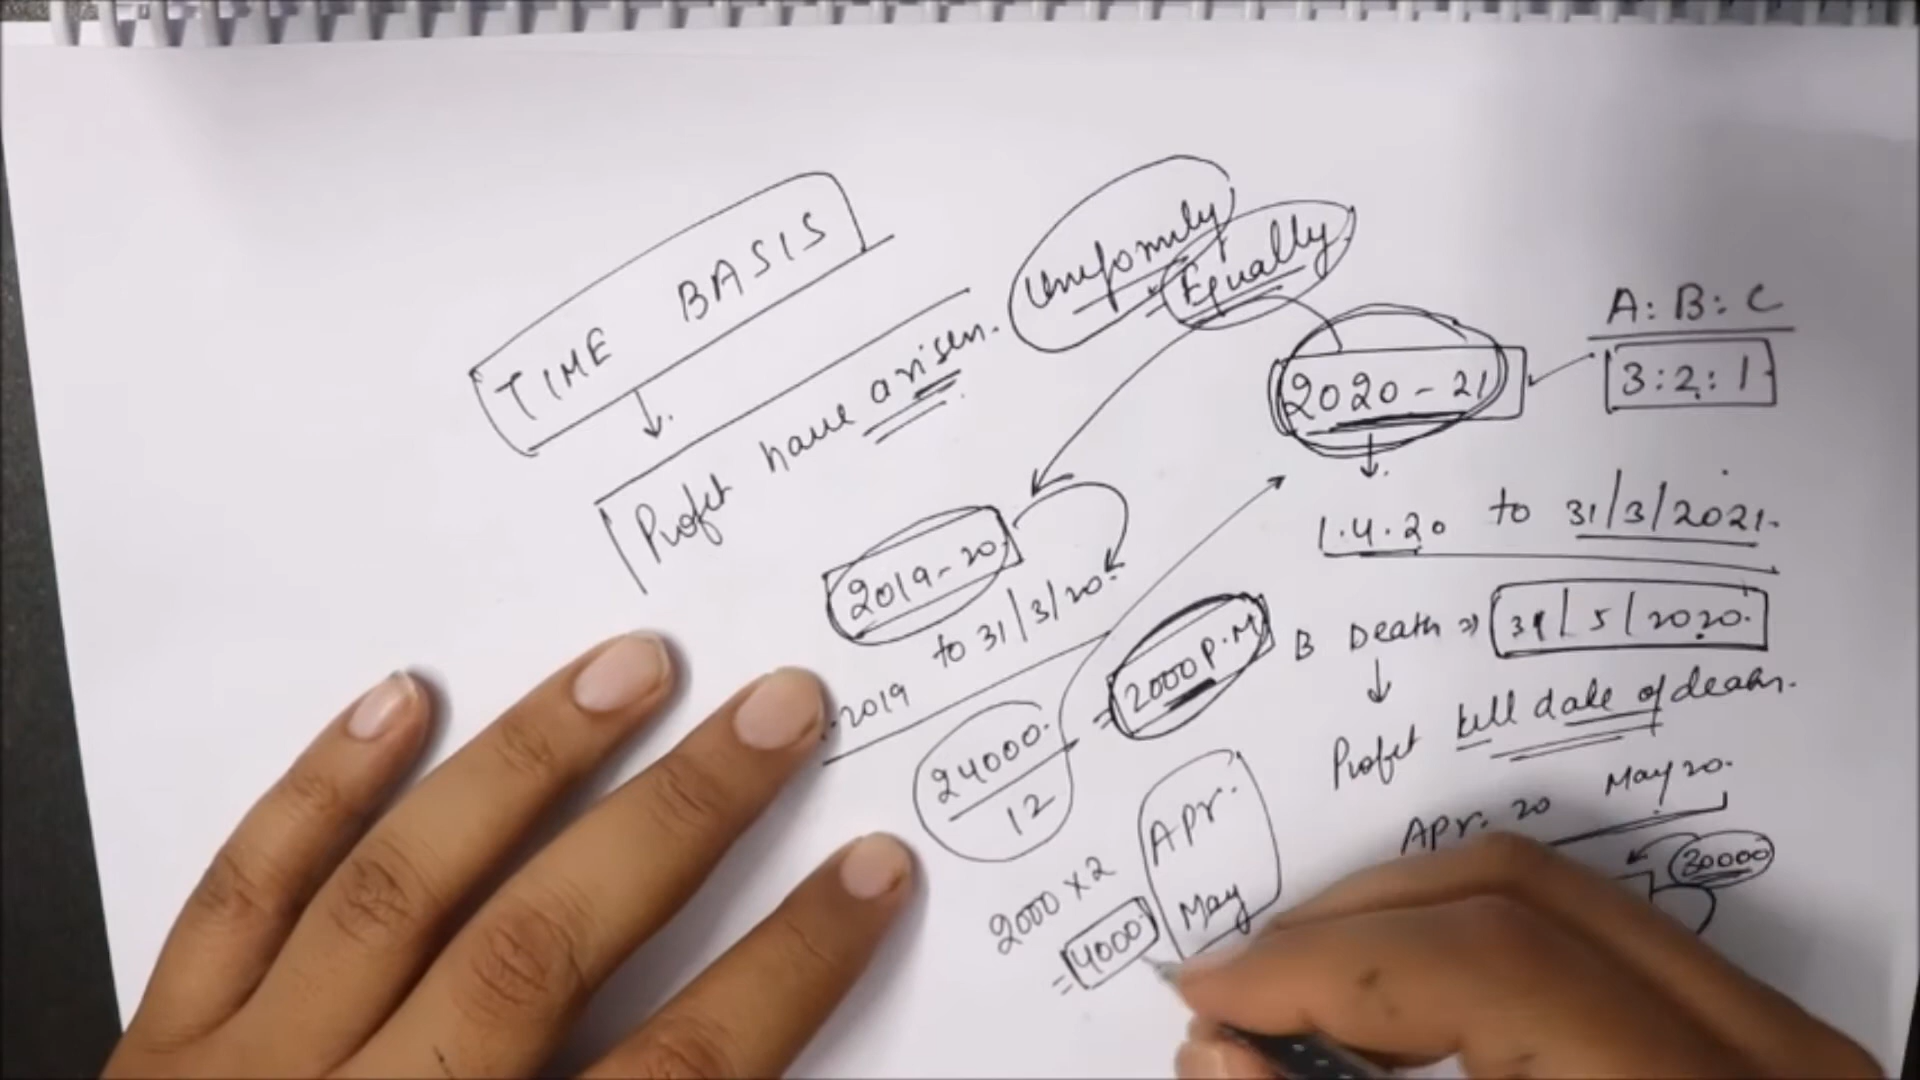 TIME BASIS
Profit have arisen.
Uniformly
Equally
A : B : C
3 : 2 : 1
2020 - 21
1.4.20 to 31/3/2021.
2019-20
to 31/3/20.
.2019
24000.
12
= 2000 P.M
B Death ⇒ 31/5/2020.
Profit till date of death.
Apr. 20 May 20.
20000
Apr.
May
2000 x 2
= 4000